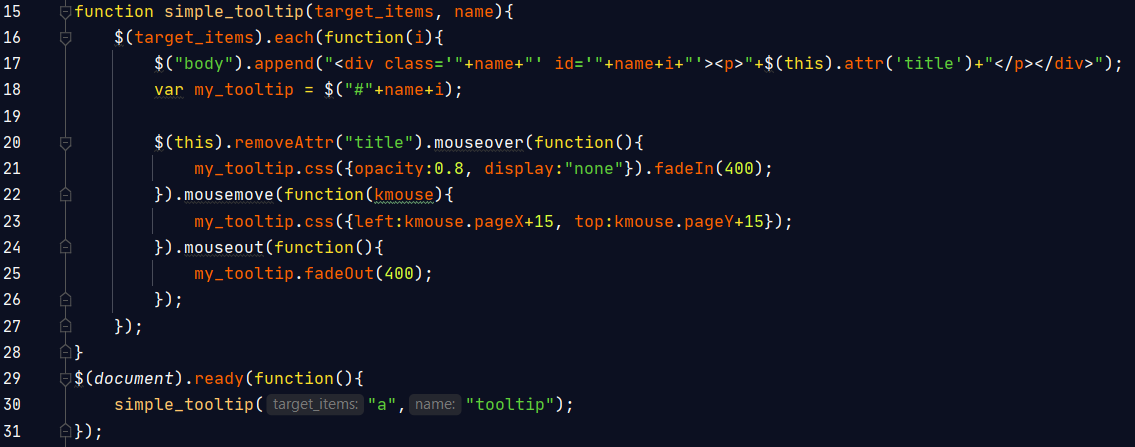 15 function simple_tooltip(target_items, name){
16     $(target_items).each(function(i){
17         $("body").append("<div class='"+name+"' id='"+name+i+"'><p>"+$(this).attr('title')+"</p></div>");
18         var my_tooltip = $("#"+name+i);
19
20         $(this).removeAttr("title").mouseover(function(){
21             my_tooltip.css({opacity:0.8, display:"none"}).fadeIn(400);
22         }).mousemove(function(kmouse){
23             my_tooltip.css({left:kmouse.pageX+15, top:kmouse.pageY+15});
24         }).mouseout(function(){
25             my_tooltip.fadeOut(400);
26         });
27     });
28 }
29 $(document).ready(function(){
30     simple_tooltip( target_items: "a", name: "tooltip");
31 });